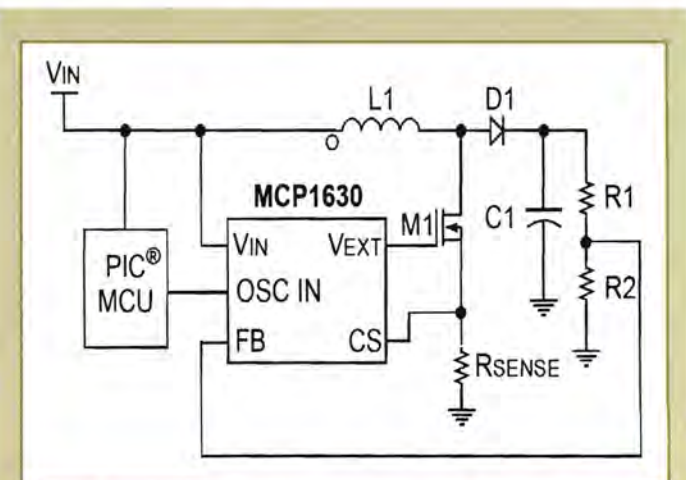 VIN
L1
D1
MCP1630
M1
C1
R1
PIC®
MCU
VIN
VEXT
OSC IN
R2
FB
CS
RSENSE